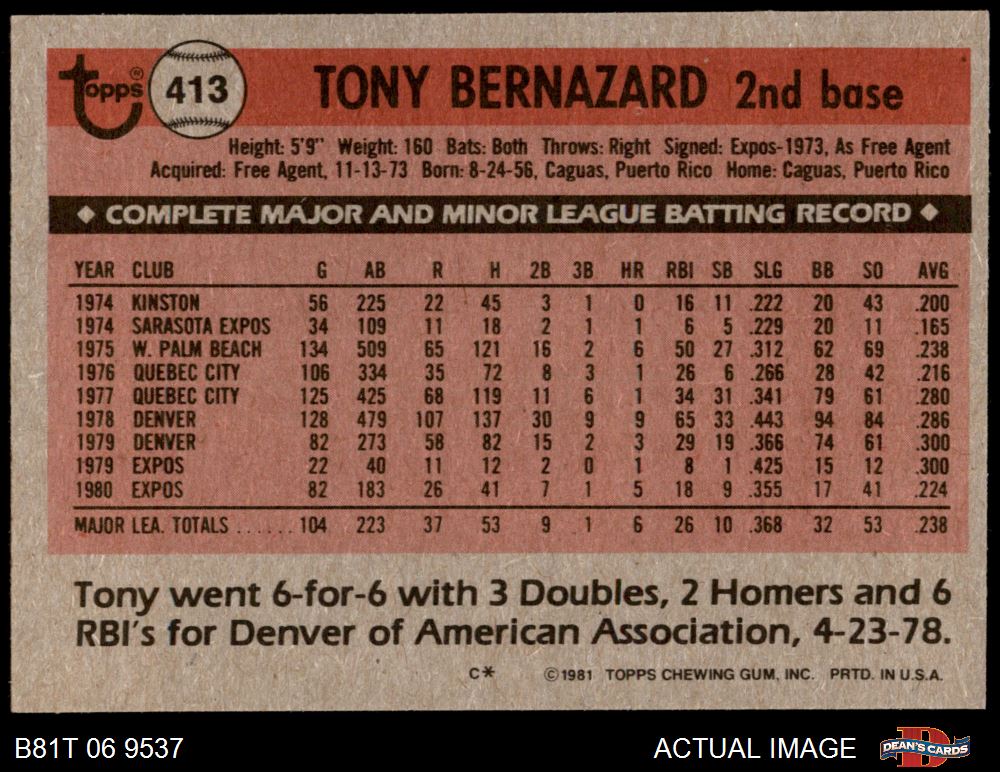 Topps® 413 TONY BERNAZARD 2nd base
Height: 5'9" Weight: 160 Bats: Both Throws: Right Signed: Expos-1973, As Free Agent
Acquired: Free Agent, 11-13-73 Born: 8-24-56, Caguas, Puerto Rico Home: Caguas, Puerto Rico
◆ COMPLETE MAJOR AND MINOR LEAGUE BATTING RECORD ◆
YEAR CLUB G AB R H 2B 3B HR RBI SB SLG BB SO AVG
1974 KINSTON 56 225 22 45 3 1 0 16 11 .222 20 43 .200
1974 SARASOTA EXPOS 34 109 11 18 2 1 1 6 5 .229 20 11 .165
1975 W. PALM BEACH 134 509 65 121 16 2 6 50 27 .312 62 69 .238
1976 QUEBEC CITY 106 334 35 72 8 3 1 26 6 .266 28 42 .216
1977 QUEBEC CITY 125 425 68 119 11 6 1 34 31 .341 79 61 .280
1978 DENVER 128 479 107 137 30 9 9 65 33 .443 94 84 .286
1979 DENVER 82 273 58 82 15 2 3 29 19 .366 74 61 .300
1979 EXPOS 22 40 11 12 2 0 1 8 1 .425 15 12 .300
1980 EXPOS 82 183 26 41 7 1 5 18 9 .355 17 41 .224
MAJOR LEA. TOTALS ...... 104 223 37 53 9 1 6 26 10 .368 32 53 .238
Tony went 6-for-6 with 3 Doubles, 2 Homers and 6
RBI's for Denver of American Association, 4-23-78.
C* ©1981 TOPPS CHEWING GUM, INC. PRTD. IN U.S.A.
B81T 06 9537 ACTUAL IMAGE D DEAN'S CARDS